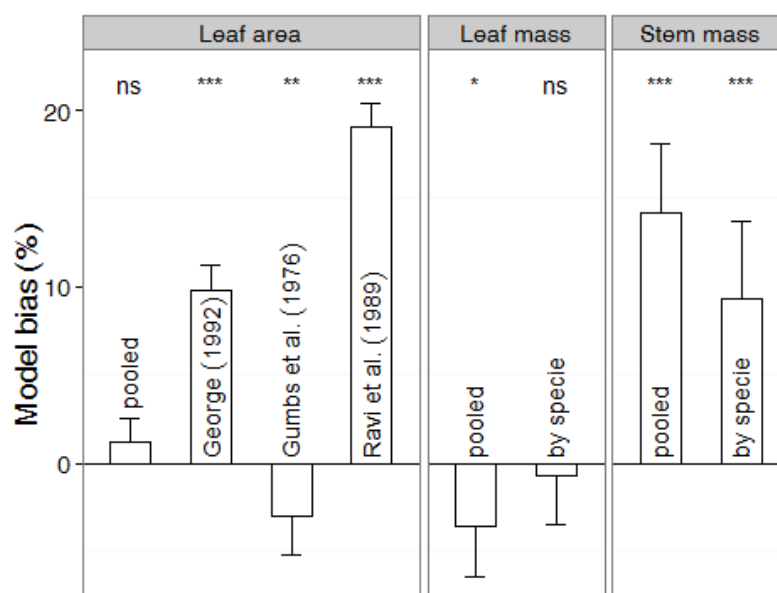 Leaf area
Leaf mass
Stem mass
ns
***
**
***
*
ns
***
***
Model bias (%)
20
10
0
pooled
George (1992)
Gumbs et al. (1976)
Ravi et al. (1989)
pooled
by specie
pooled
by specie